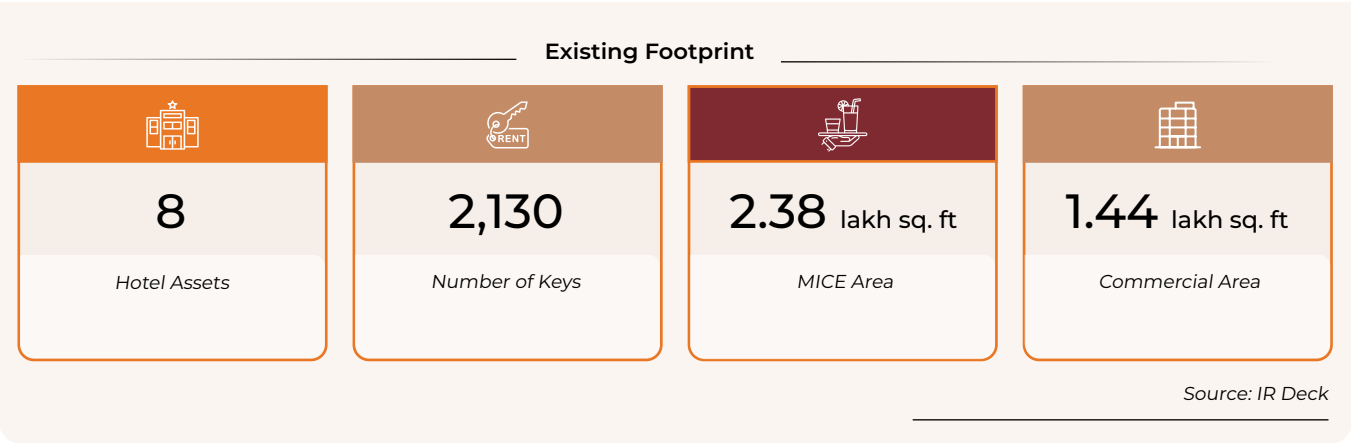 Existing Footprint
RENT
8
2,130
2.38 lakh sq. ft
1.44 lakh sq. ft
Hotel Assets
Number of Keys
MICE Area
Commercial Area
Source: IR Deck